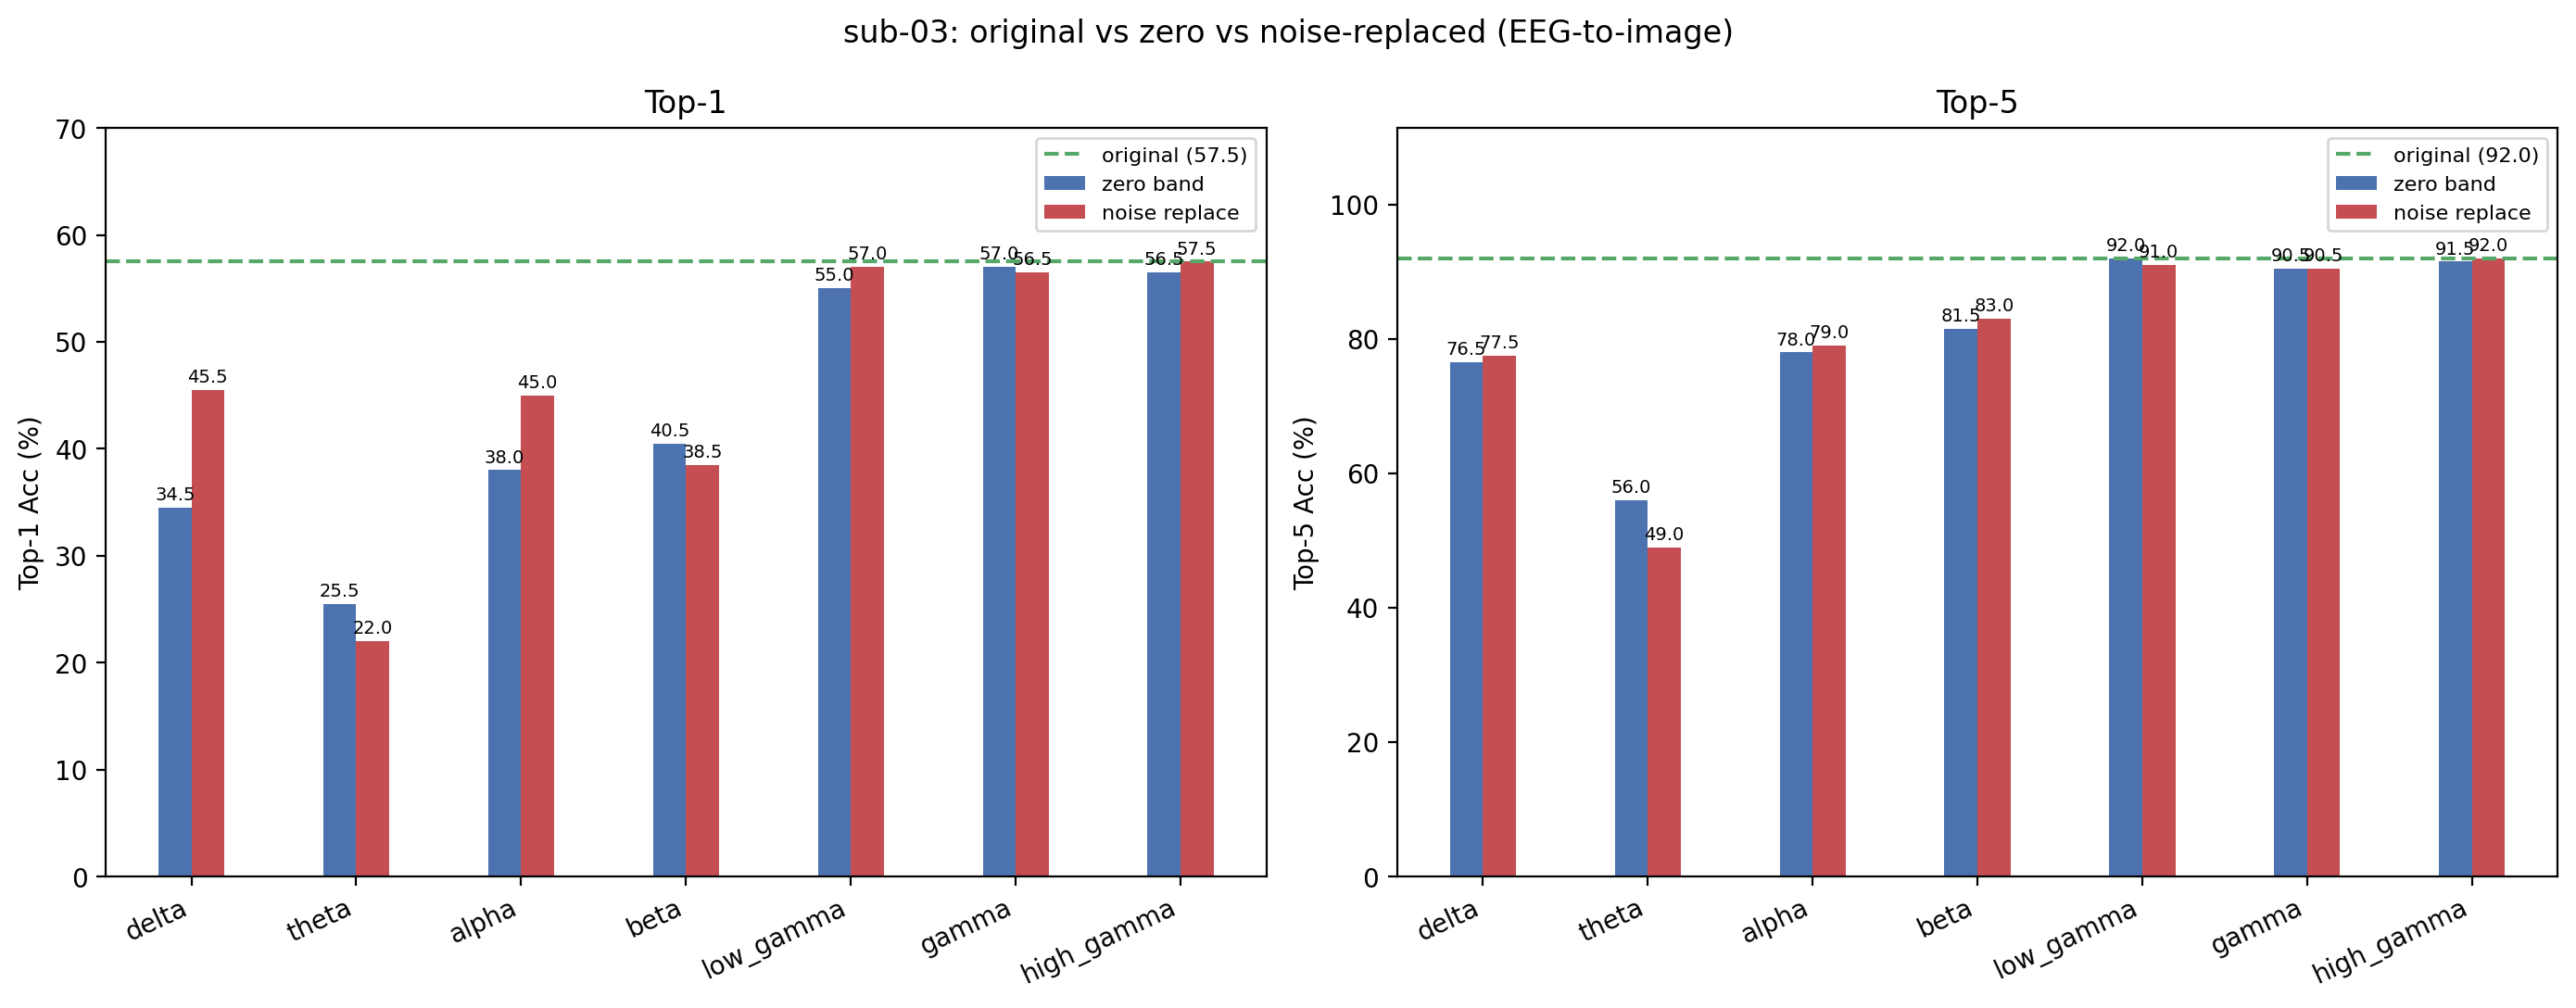 sub-03: original vs zero vs noise-replaced (EEG-to-image)
Top-1
70
60
50
40
30
20
10
0
Top-1 Acc (%)
original (57.5)
zero band
noise replace
34.5
45.5
25.5
22.0
38.0
45.0
40.5
38.5
55.0
57.0
57.0
56.5
56.5
57.5
delta
theta
alpha
beta
low_gamma
gamma
high_gamma
Top-5
100
80
60
40
20
0
Top-5 Acc (%)
original (92.0)
zero band
noise replace
76.5
77.5
56.0
49.0
78.0
79.0
81.5
83.0
92.0
91.0
90.5
90.5
91.5
92.0
delta
theta
alpha
beta
low_gamma
gamma
high_gamma